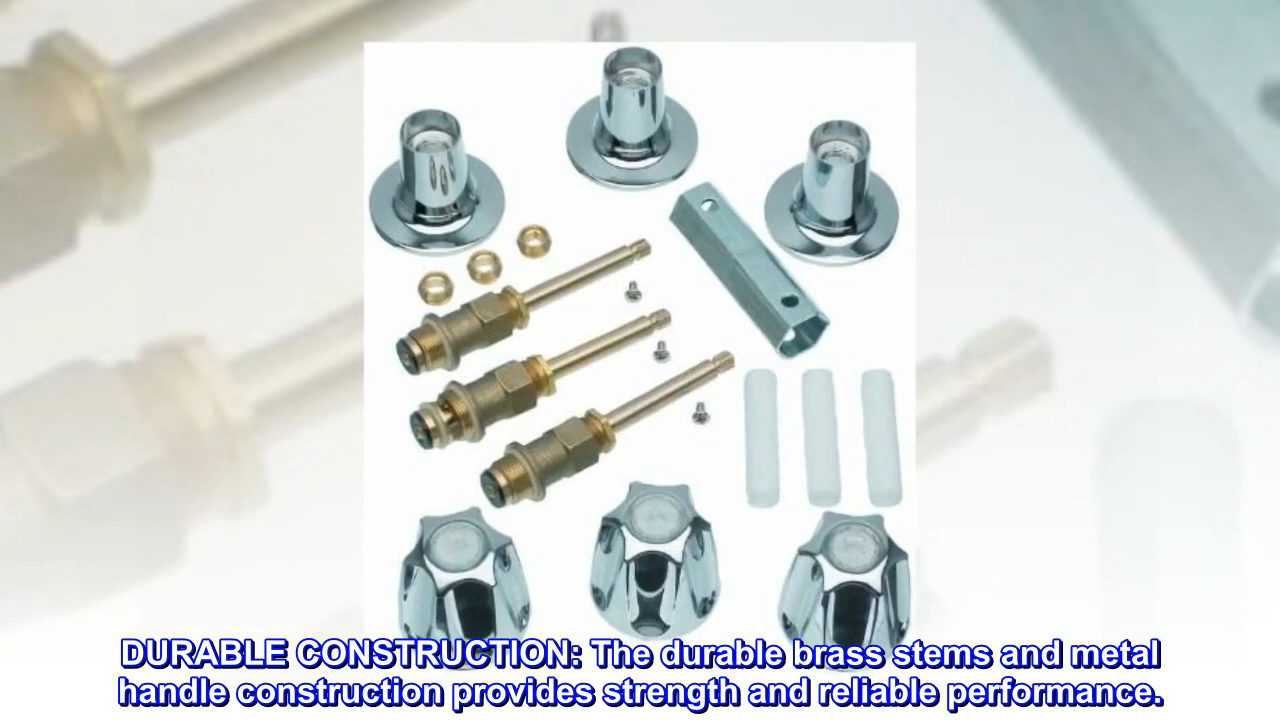 DURABLE CONSTRUCTION: The durable brass stems and metal
handle construction provides strength and reliable performance.